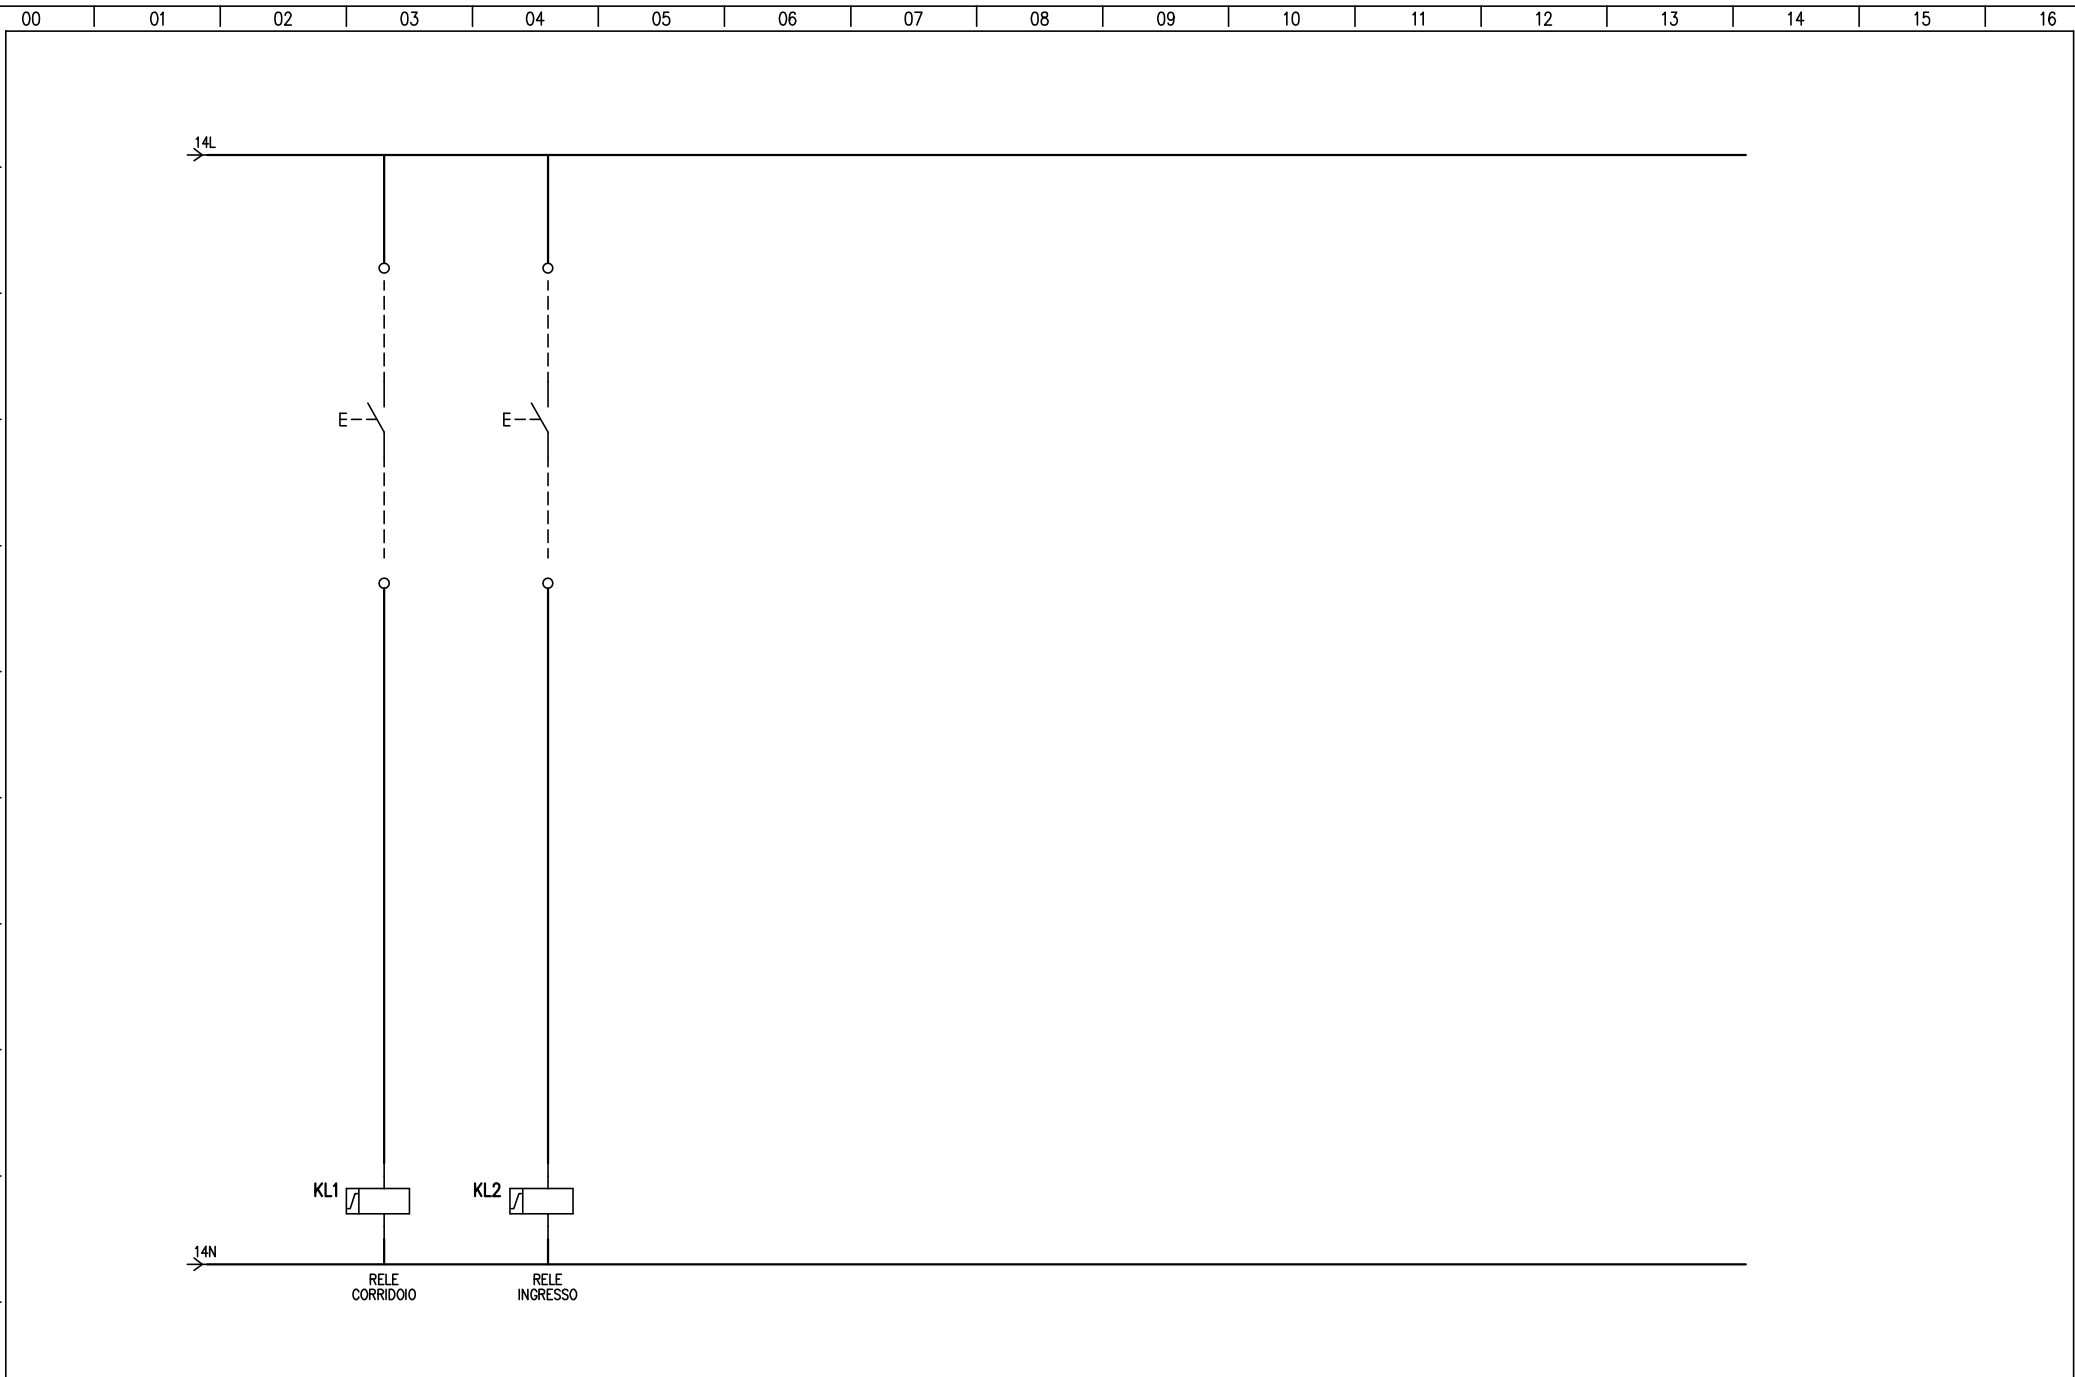 00 01 02 03 04 05 06 07 08 09 10 11 12 13 14 15 16
14L
E E
KL1 KL2
14N
RELE RELE
CORRIDOIO INGRESSO